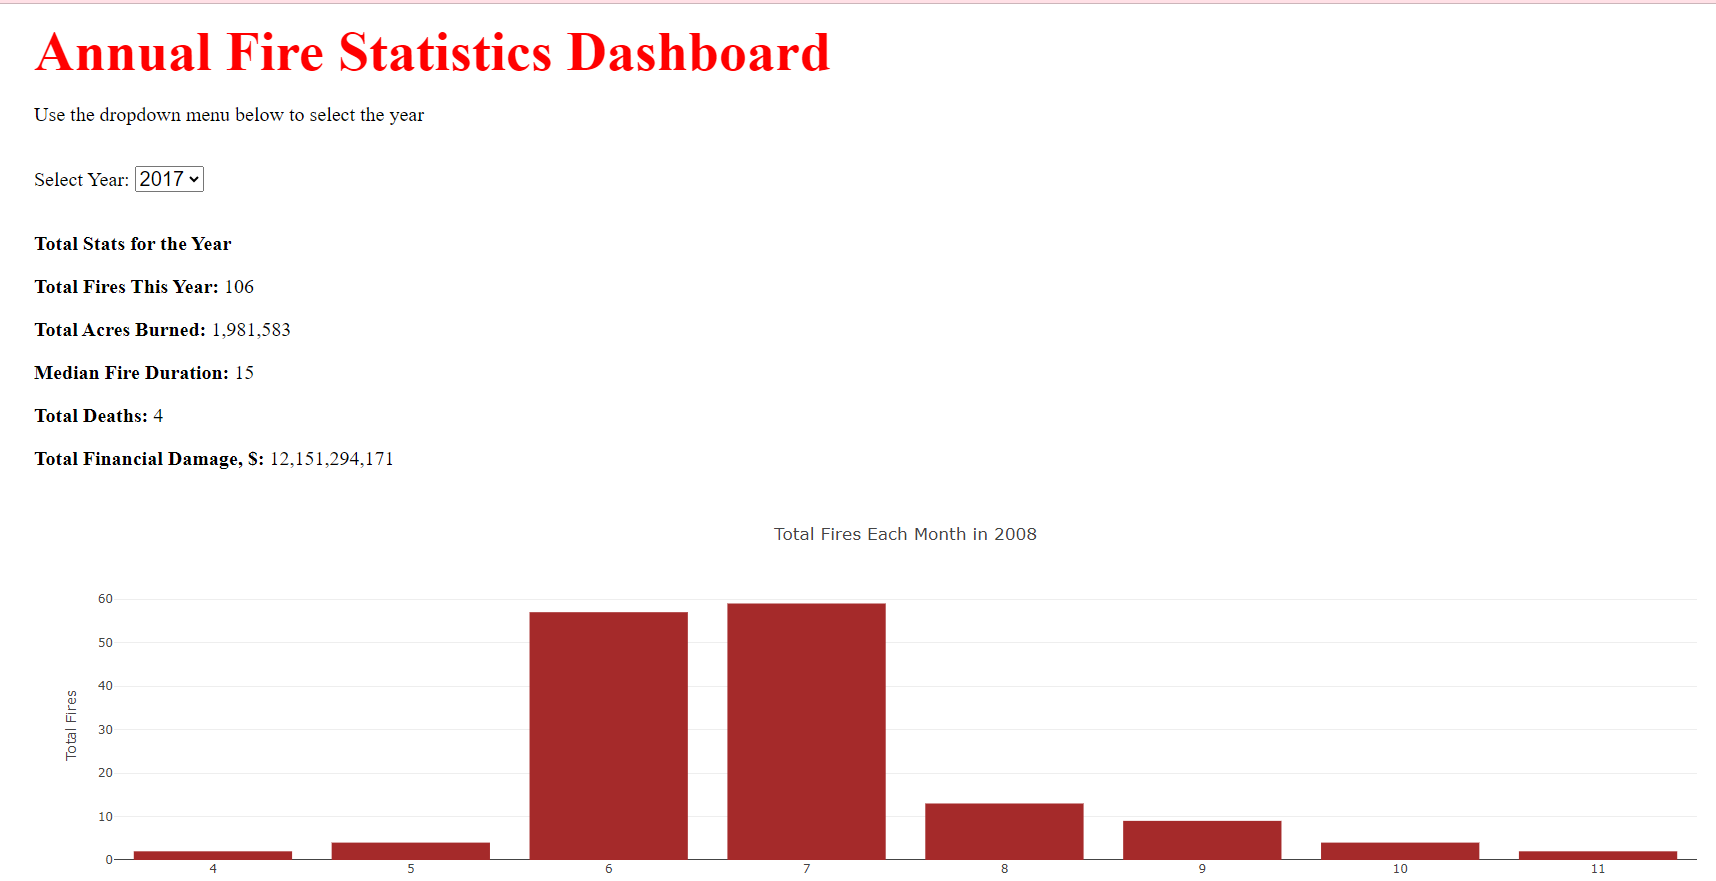 Annual Fire Statistics Dashboard
Use the dropdown menu below to select the year
Select Year: 2017
Total Stats for the Year
Total Fires This Year: 106
Total Acres Burned: 1,981,583
Median Fire Duration: 15
Total Deaths: 4
Total Financial Damage, $: 12,151,294,171
Total Fires Each Month in 2008
60
50
40
30
20
10
0
Total Fires
4 5 6 7 8 9 10 11